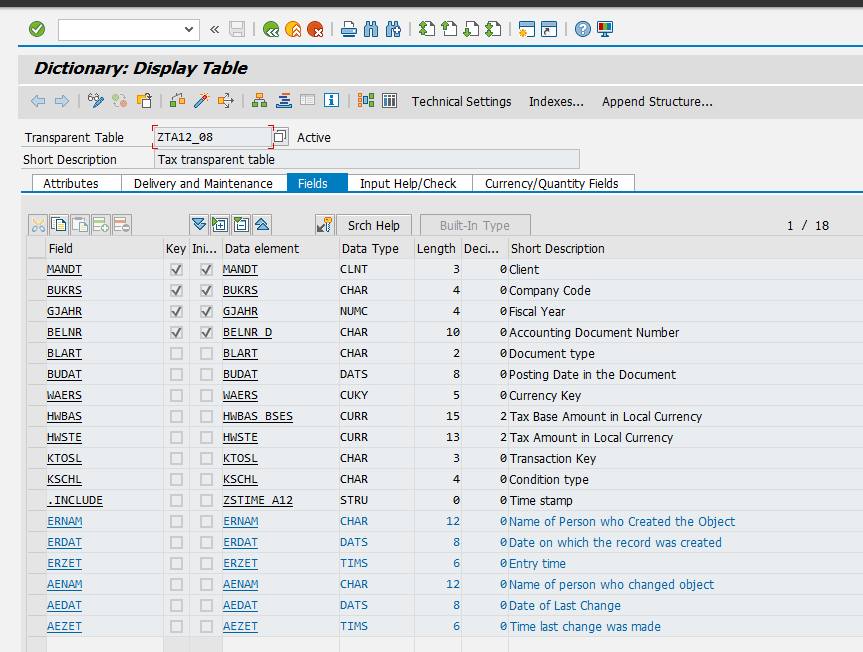 Dictionary: Display Table
Technical Settings Indexes... Append Structure...
Transparent Table ZTA12_08 Active
Short Description Tax transparent table
Attributes Delivery and Maintenance Fields Input Help/Check Currency/Quantity Fields
Srch Help Built-In Type 1 / 18
Field Key Ini... Data element Data Type Length Deci... Short Description
MANDT MANDT CLNT 3 0 Client
BUKRS BUKRS CHAR 4 0 Company Code
GJAHR GJAHR NUMC 4 0 Fiscal Year
BELNR BELNR_D CHAR 10 0 Accounting Document Number
BLART BLART CHAR 2 0 Document type
BUDAT BUDAT DATS 8 0 Posting Date in the Document
WAERS WAERS CUKY 5 0 Currency Key
HWBAS HWBAS_BSES CURR 15 2 Tax Base Amount in Local Currency
HWSTE HWSTE CURR 13 2 Tax Amount in Local Currency
KTOSL KTOSL CHAR 3 0 Transaction Key
KSCHL KSCHL CHAR 4 0 Condition type
.INCLUDE ZSTIME_A12 STRU 0 0 Time stamp
ERNAM ERNAM CHAR 12 0 Name of Person who Created the Object
ERDAT ERDAT DATS 8 0 Date on which the record was created
ERZET ERZET TIMS 6 0 Entry time
AENAM AENAM CHAR 12 0 Name of person who changed object
AEDAT AEDAT DATS 8 0 Date of Last Change
AEZET AEZET TIMS 6 0 Time last change was made